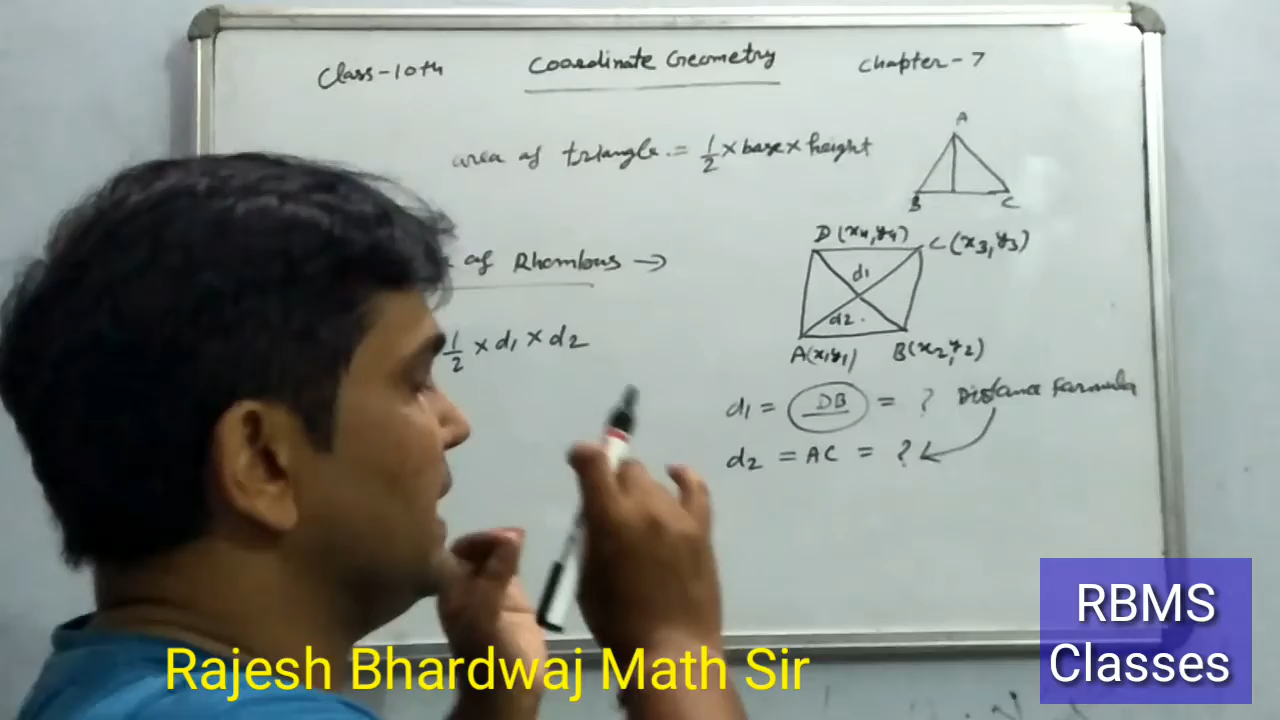 Class-10th Coordinate Geometry Chapter-7
area of triangle = 1/2 × base × height
A
B C
of Rhombus →
D(x4, y4) C(x3, y3)
d1
1/2 × d1 × d2
d2
A(x1y1) B(x2, y2)
d1 = DB = ? Distance Formula
d2 = AC = ?
RBMS
Classes
Rajesh Bhardwaj Math Sir